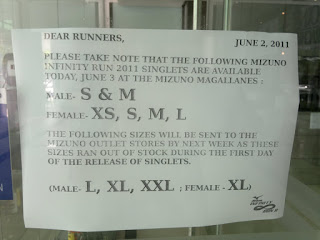 DEAR RUNNERS, JUNE 2, 2011
PLEASE TAKE NOTE THAT THE FOLLOWING MIZUNO
INFINITY RUN 2011 SINGLETS ARE AVAILABLE
TODAY, JUNE 3 AT THE MIZUNO MAGALLANES :
MALE- S & M
FEMALE- XS, S, M, L
THE FOLLOWING SIZES WILL BE SENT TO THE
MIZUNO OUTLET STORES BY NEXT WEEK AS THESE
SIZES RAN OUT OF STOCK DURING THE FIRST DAY
OF THE RELEASE OF SINGLETS.
(MALE- L, XL, XXL ; FEMALE - XL)
INFINITY
RUN